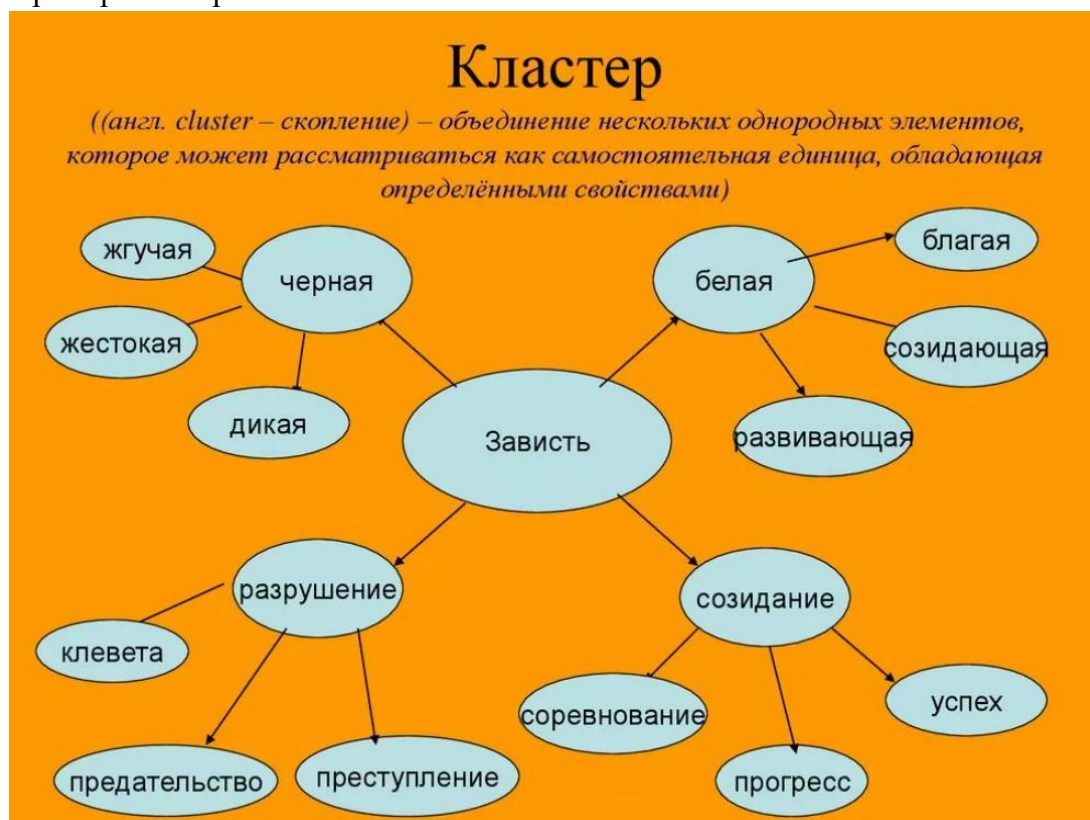 Кластер
((англ. cluster – скопление) – объединение нескольких однородных элементов,
которое может рассматриваться как самостоятельная единица, обладающая
определёнными свойствами)
жгучая
черная
белая
благая
жестокая
созидающая
дикая
Зависть
развивающая
разрушение
созидание
клевета
соревнование
успех
предательство
преступление
прогресс